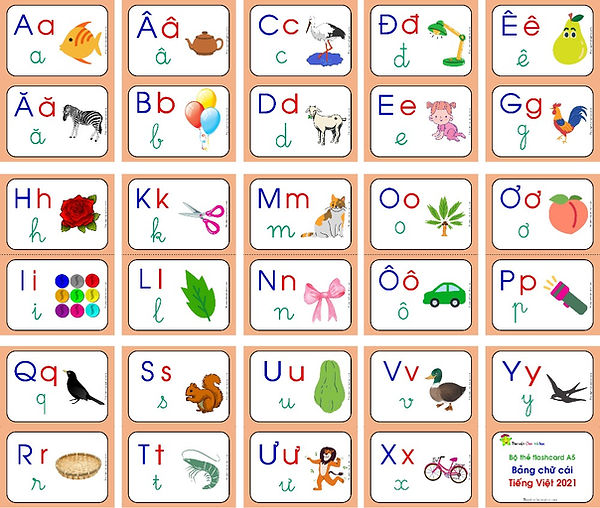 Aa
a
Ââ
â
Cc
c
Đđ
đ
Êê
ê
Ăă
ă
Bb
b
Dd
d
Ee
e
Gg
g
Hh
h
Kk
k
Mm
m
Oo
o
Ơơ
ơ
Ii
i
Ll
l
Nn
n
Ôô
ô
Pp
p
Qq
q
Ss
s
Uu
u
Vv
v
Yy
y
Rr
r
Tt
t
Ưư
ư
Xx
x
Bộ thẻ flashcard A5
Bảng chữ cái
Tiếng Việt 2021